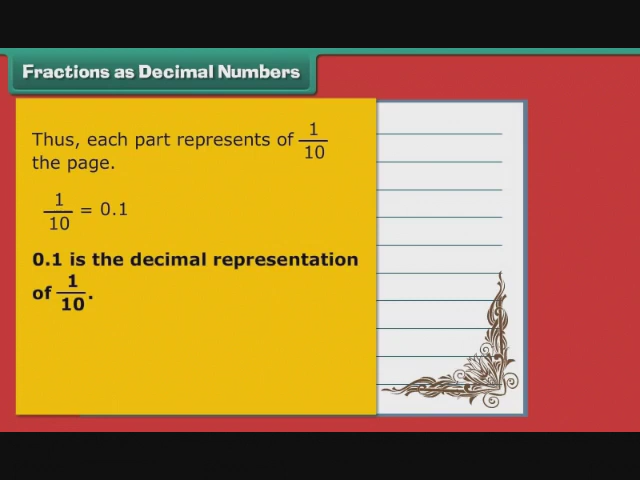 Fractions as Decimal Numbers
Thus, each part represents of 1/10
the page.
1/10 = 0.1
0.1 is the decimal representation
of 1/10.